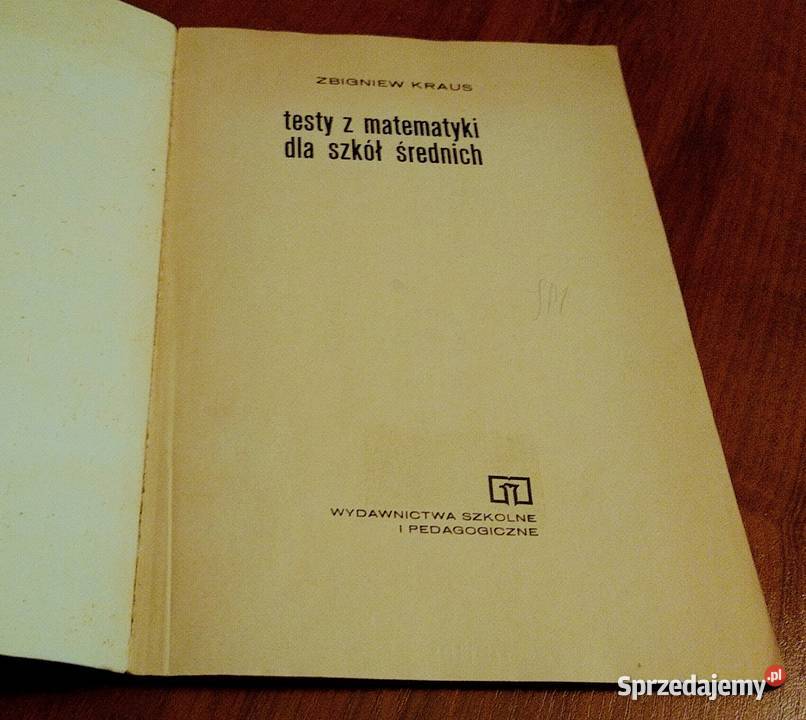 ZBIGNIEW KRAUS
testy z matematyki
dla szkół średnich
WYDAWNICTWA SZKOLNE
I PEDAGOGICZNE
Sprzedajemy.pl